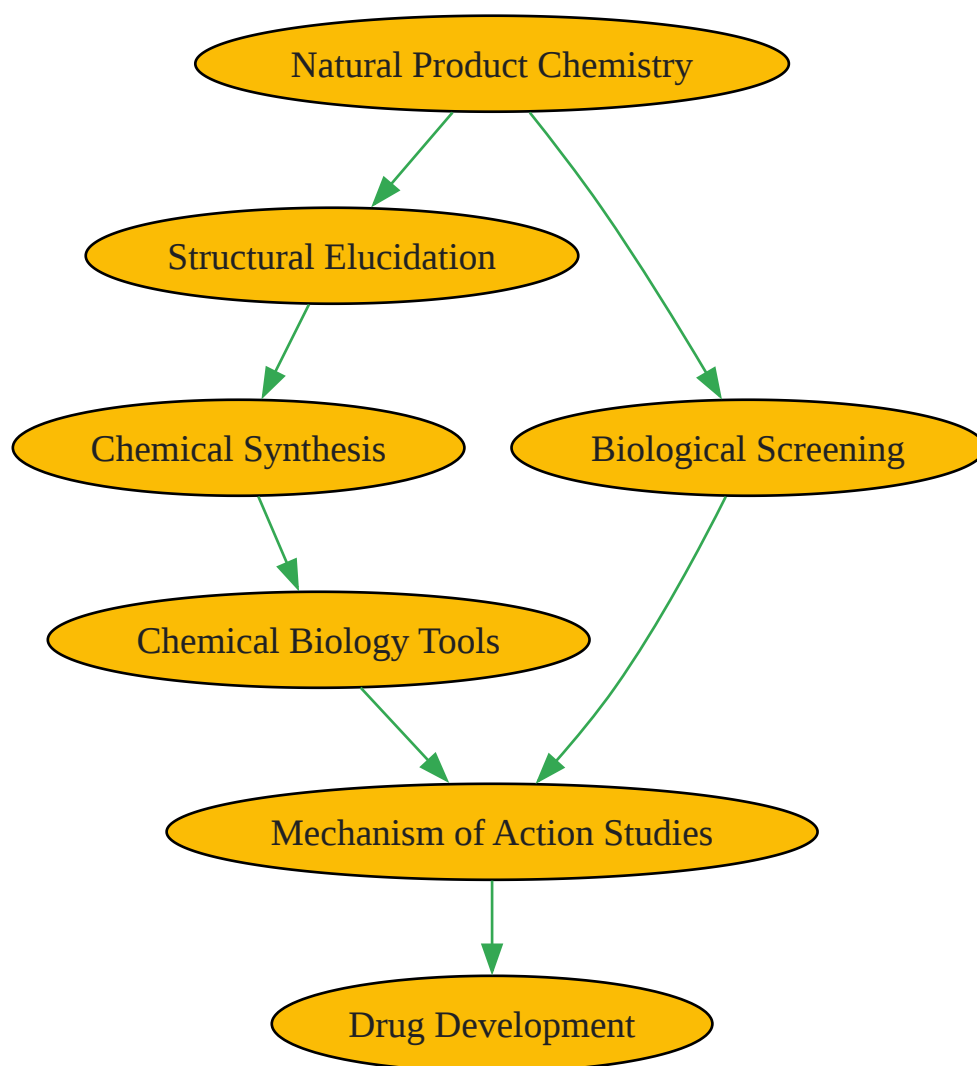 Natural Product Chemistry
Structural Elucidation
Chemical Synthesis
Biological Screening
Chemical Biology Tools
Mechanism of Action Studies
Drug Development